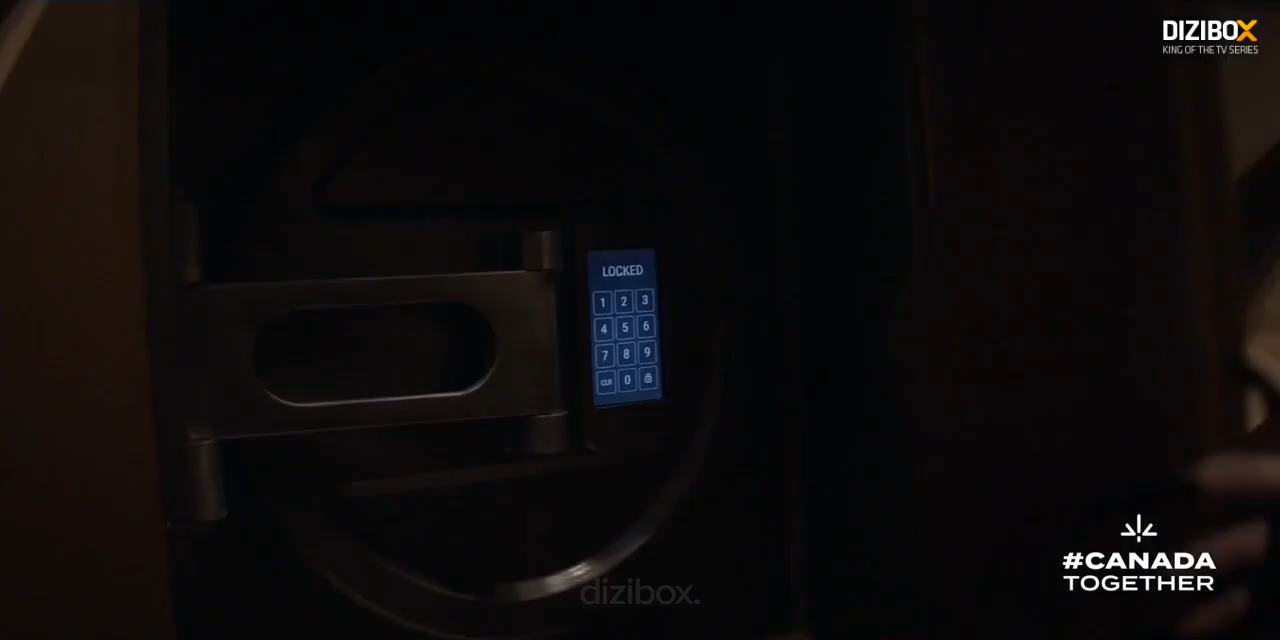 DIZIBOX
KING OF THE TV SERIES
LOCKED
1 2 3
4 5 6
7 8 9
CLR 0
#CANADA
TOGETHER
dizibox.